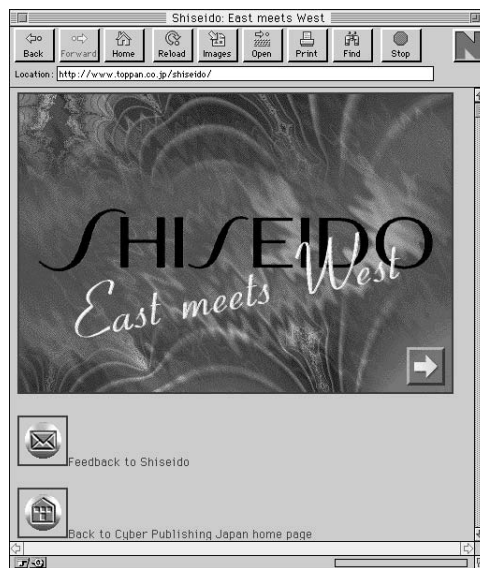 Shiseido: East meets West
Back Forward Home Reload Images Open Print Find Stop
N
Location: http://www.toppan.co.jp/shiseido/
SHISEIDO
East meets West
Feedback to Shiseido
Back to Cyber Publishing Japan home page